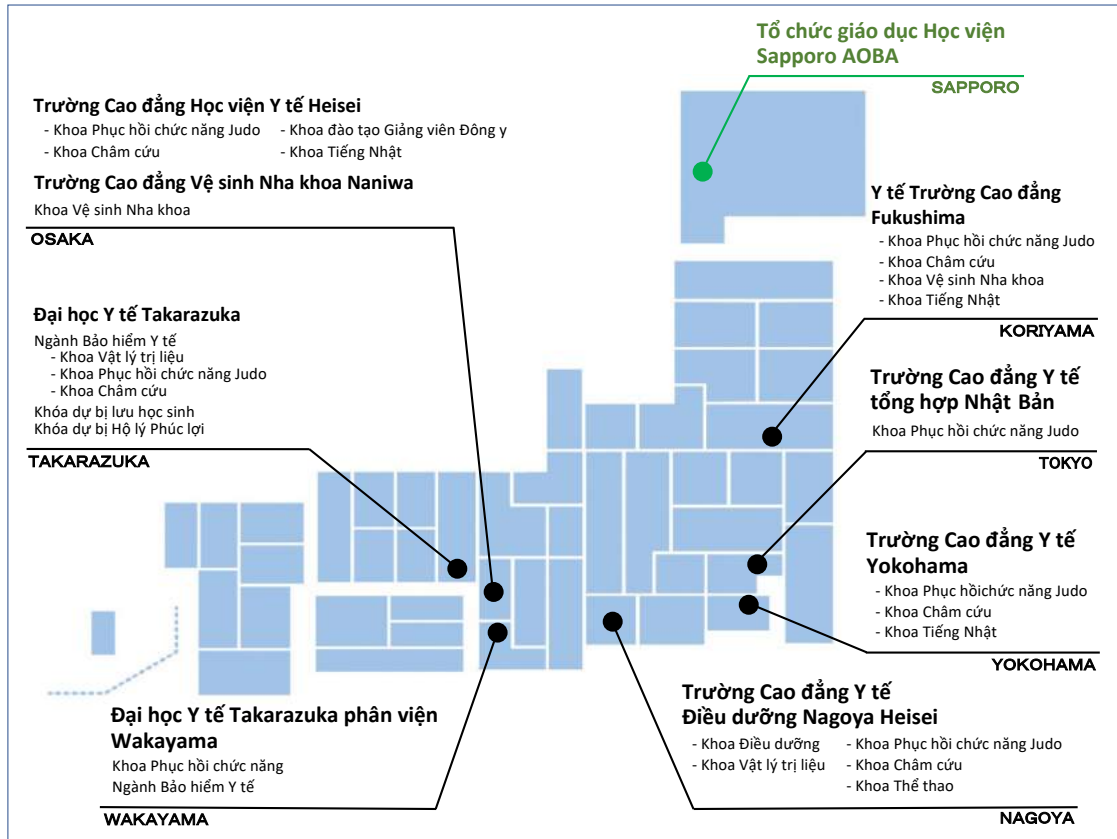 Tổ chức giáo dục Học viện
Sapporo AOBA
SAPPORO
Trường Cao đẳng Học viện Y tế Heisei
- Khoa Phục hồi chức năng Judo - Khoa đào tạo Giảng viên Đông y
- Khoa Châm cứu - Khoa Tiếng Nhật
Trường Cao đẳng Vệ sinh Nha khoa Naniwa
Khoa Vệ sinh Nha khoa
OSAKA
Y tế Trường Cao đẳng
Fukushima
- Khoa Phục hồi chức năng Judo
- Khoa Châm cứu
- Khoa Vệ sinh Nha khoa
- Khoa Tiếng Nhật
KORIYAMA
Đại học Y tế Takarazuka
Ngành Bảo hiểm Y tế
- Khoa Vật lý trị liệu
- Khoa Phục hồi chức năng Judo
- Khoa Châm cứu
Khóa dự bị lưu học sinh
Khóa dự bị Hộ lý Phúc lợi
TAKARAZUKA
Trường Cao đẳng Y tế
tổng hợp Nhật Bản
Khoa Phục hồi chức năng Judo
TOKYO
Trường Cao đẳng Y tế
Yokohama
- Khoa Phục hồichức năng Judo
- Khoa Châm cứu
- Khoa Tiếng Nhật
YOKOHAMA
Đại học Y tế Takarazuka phân viện
Wakayama
Khoa Phục hồi chức năng
Ngành Bảo hiểm Y tế
WAKAYAMA
Trường Cao đẳng Y tế
Điều dưỡng Nagoya Heisei
- Khoa Điều dưỡng - Khoa Phục hồi chức năng Judo
- Khoa Vật lý trị liệu - Khoa Châm cứu
- Khoa Thể thao
NAGOYA